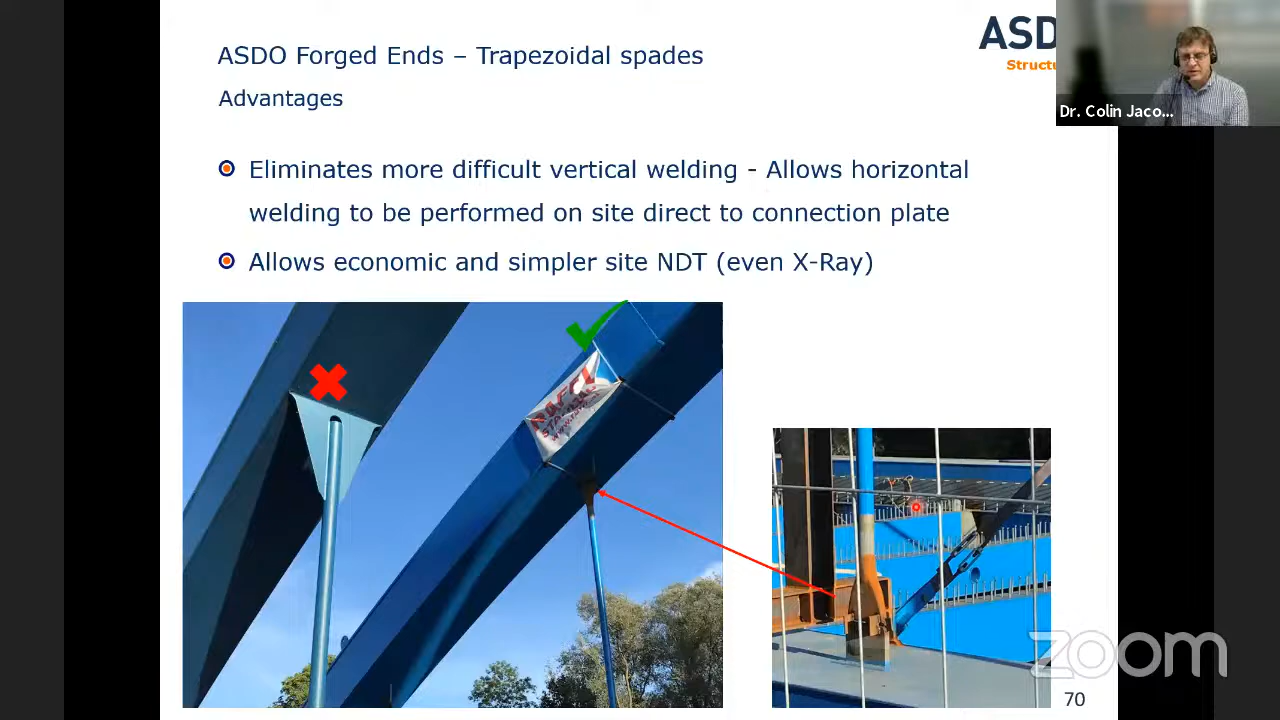 ASDO Forged Ends – Trapezoidal spades
Advantages
ASD
Structu
Dr. Colin Jaco...
Eliminates more difficult vertical welding - Allows horizontal
welding to be performed on site direct to connection plate
Allows economic and simpler site NDT (even X-Ray)
zoom
70